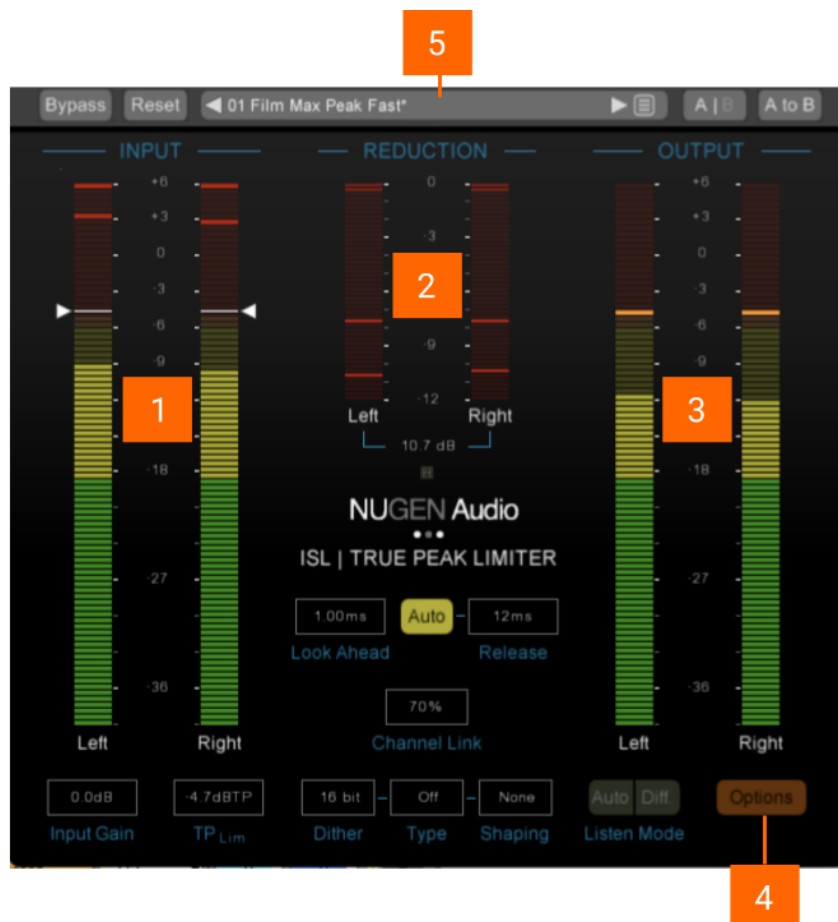 5
Bypass Reset ◀ 01 Film Max Peak Fast* ▶ A | B A to B
INPUT REDUCTION OUTPUT
+6 0 +6
+3 -3 +3
0 0
-3 2 -3
-6 -6
-9 -9 -9
1 -12 3
Left Right
10.7 dB
-18 -18
H
NUGEN Audio
ISL | TRUE PEAK LIMITER
-27 -27
1.00ms Auto 12ms
Look Ahead Release
-36 -36
70%
Left Right Channel Link Left Right
0.0dB -4.7dBTP 16 bit Off None Auto Diff. Options
Input Gain TP Lim Dither Type Shaping Listen Mode
4